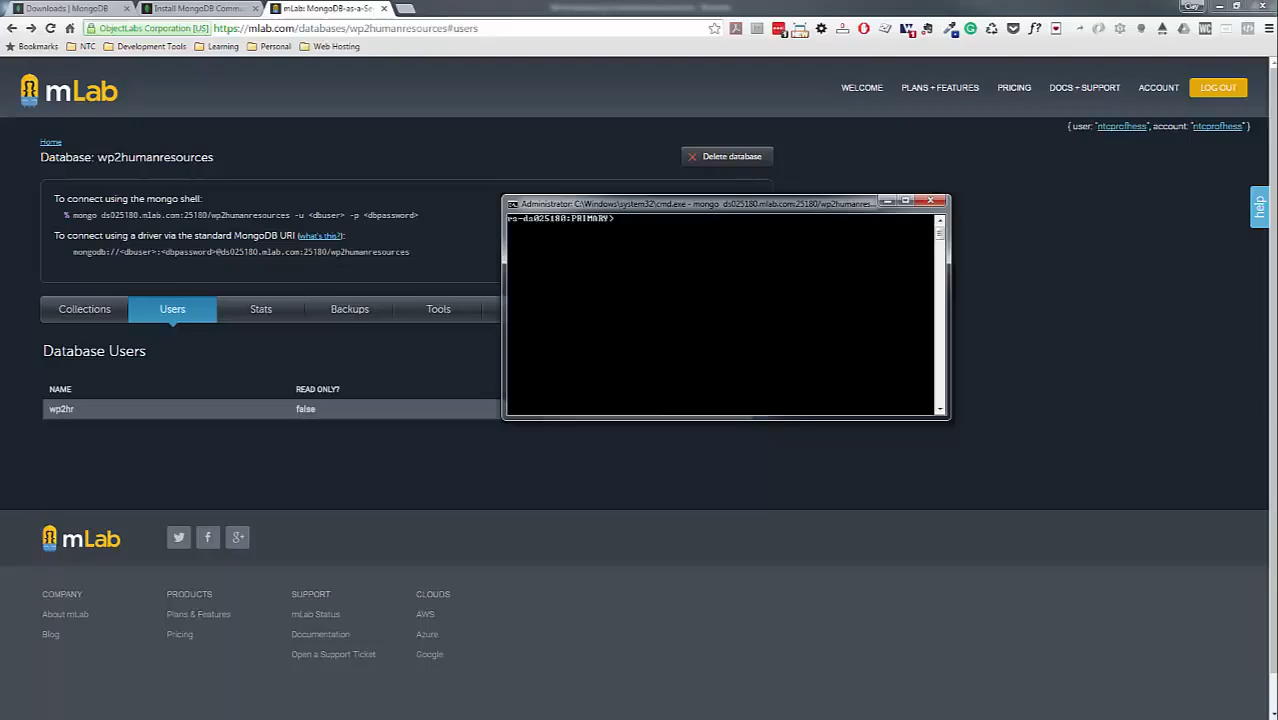 Downloads | MongoDB
Install MongoDB Commu
mLab: MongoDB-as-a-Se
Clay
ObjectLabs Corporation [US] https://mlab.com/databases/wp2humanresources#users
Bookmarks NTC Development Tools Learning Personal Web Hosting
mLab
WELCOME PLANS + FEATURES PRICING DOCS + SUPPORT ACCOUNT LOG OUT
{ user: "ntcprofhess", account: "ntcprofhess" }
Home
Database: wp2humanresources
Delete database
To connect using the mongo shell:
% mongo ds025180.mlab.com:25180/wp2humanresources -u <dbuser> -p <dbpassword>
To connect using a driver via the standard MongoDB URI (what's this?):
mongodb://<dbuser>:<dbpassword>@ds025180.mlab.com:25180/wp2humanresources
Administrator: C:\Windows\system32\cmd.exe - mongo ds025180.mlab.com:25180/wp2humanres...
rs-ds025180:PRIMARY>
help
Collections Users Stats Backups Tools
Database Users
NAME READ ONLY?
wp2hr false
mLab
COMPANY
About mLab
Blog
PRODUCTS
Plans & Features
Pricing
SUPPORT
mLab Status
Documentation
Open a Support Ticket
CLOUDS
AWS
Azure
Google